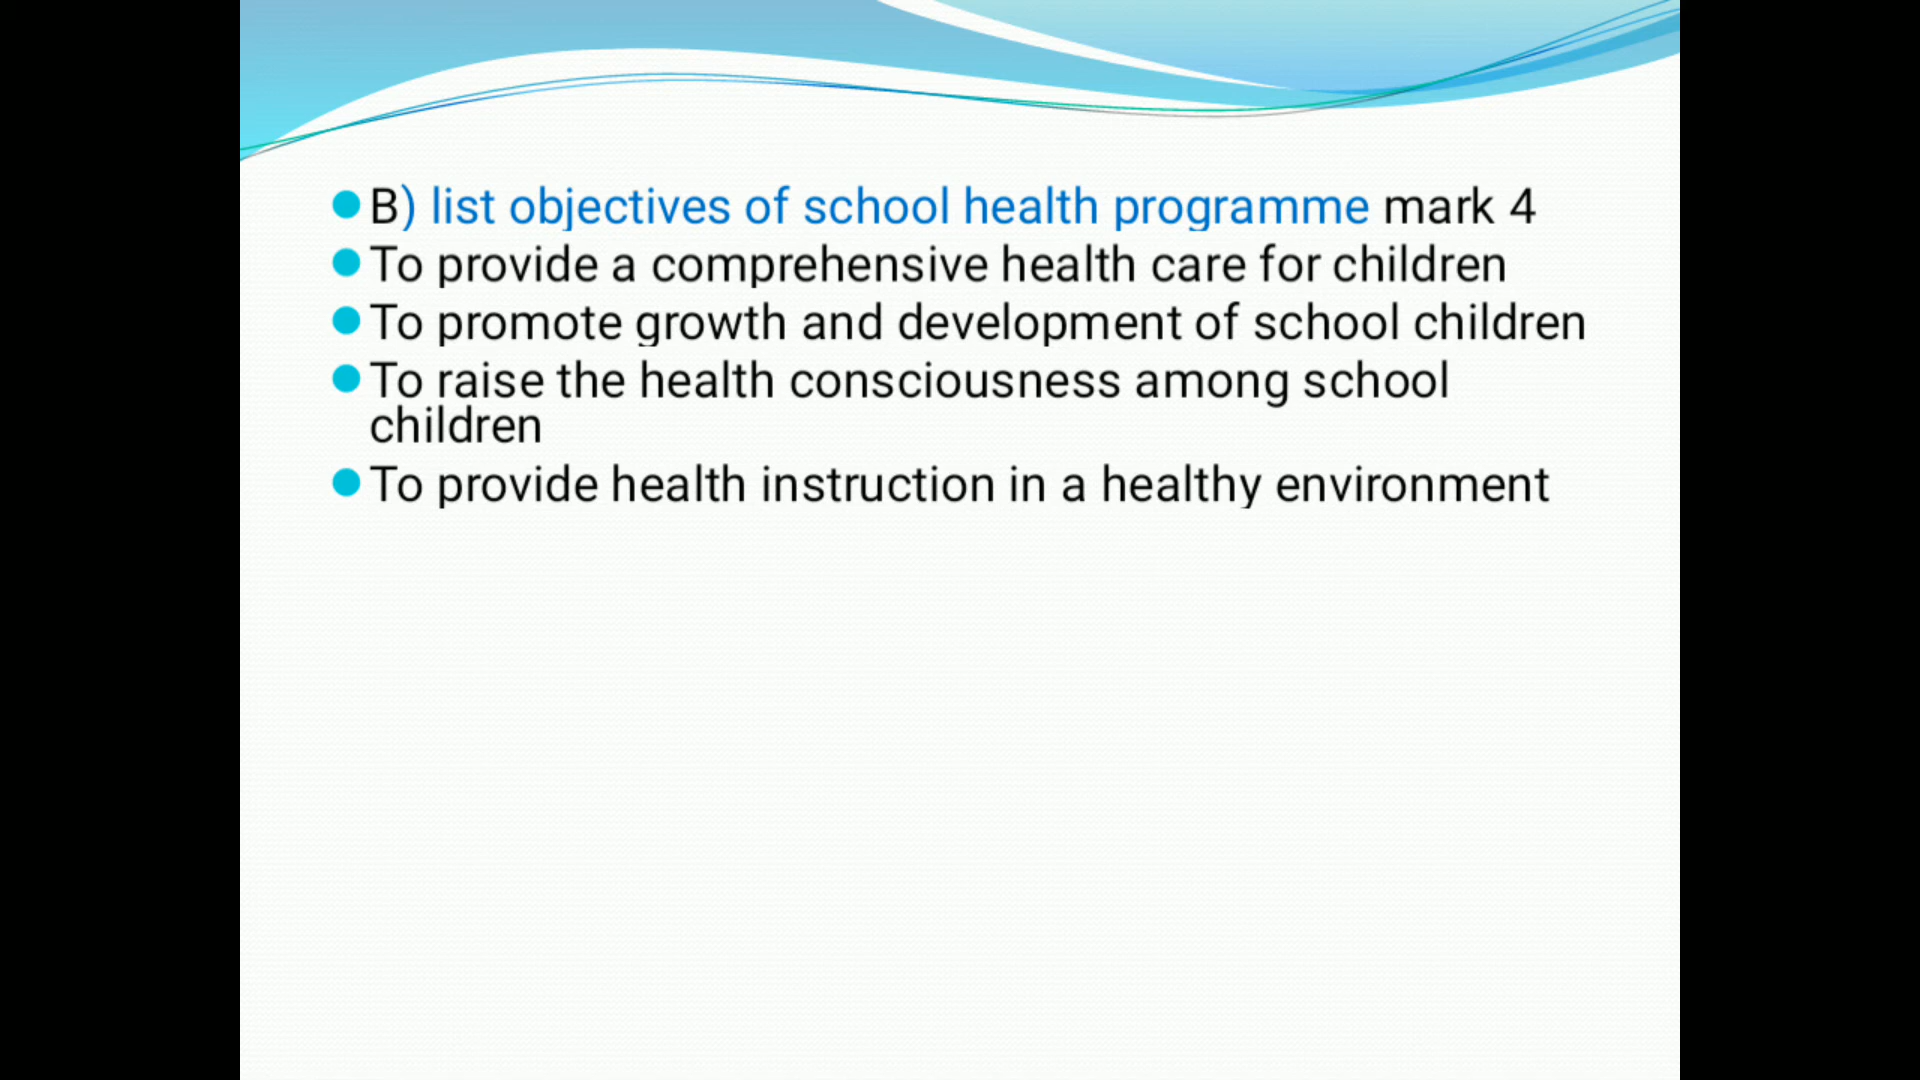 B) list objectives of school health programme mark 4
To provide a comprehensive health care for children
To promote growth and development of school children
To raise the health consciousness among school
children
To provide health instruction in a healthy environment